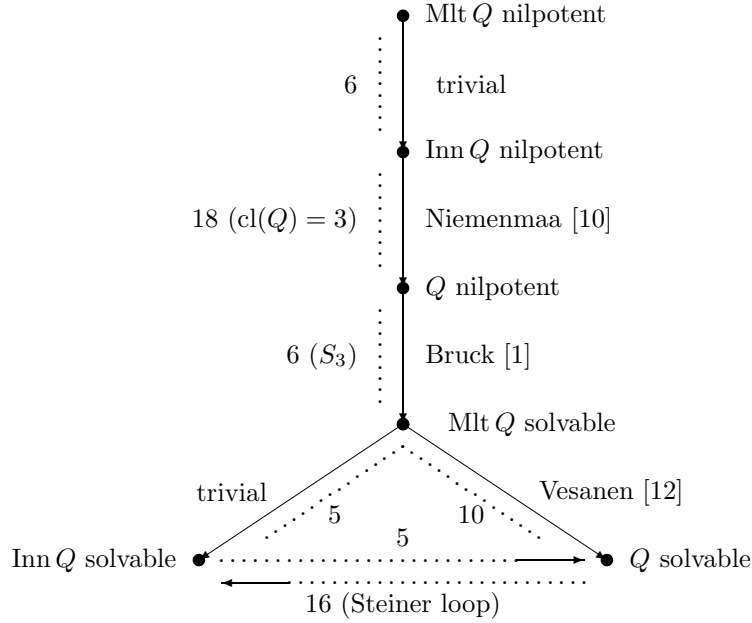 Mlt Q nilpotent
6 trivial
Inn Q nilpotent
18 (cl(Q) = 3) Niemenmaa [10]
Q nilpotent
6 (S₃) Bruck [1]
Mlt Q solvable
trivial Vesanen [12]
5 10
5
Inn Q solvable Q solvable
16 (Steiner loop)